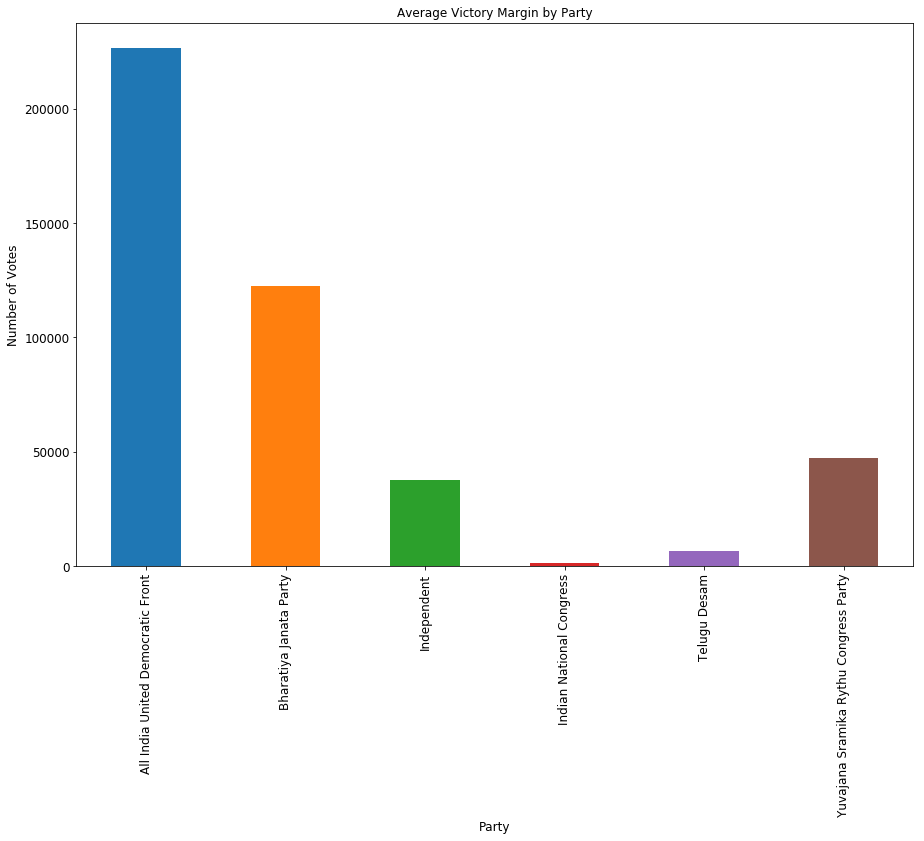 Average Victory Margin by Party
Number of Votes
200000
150000
100000
50000
0
All India United Democratic Front
Bharatiya Janata Party
Independent
Indian National Congress
Telugu Desam
Yuvajana Sramika Rythu Congress Party
Party